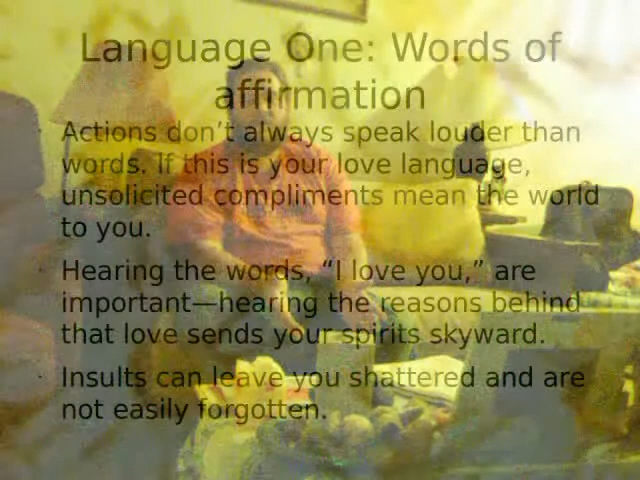 Language One: Words of
affirmation
Actions don’t always speak louder than
words. If this is your love language,
unsolicited compliments mean the world
to you.
Hearing the words, “I love you,” are
important—hearing the reasons behind
that love sends your spirits skyward.
Insults can leave you shattered and are
not easily forgotten.